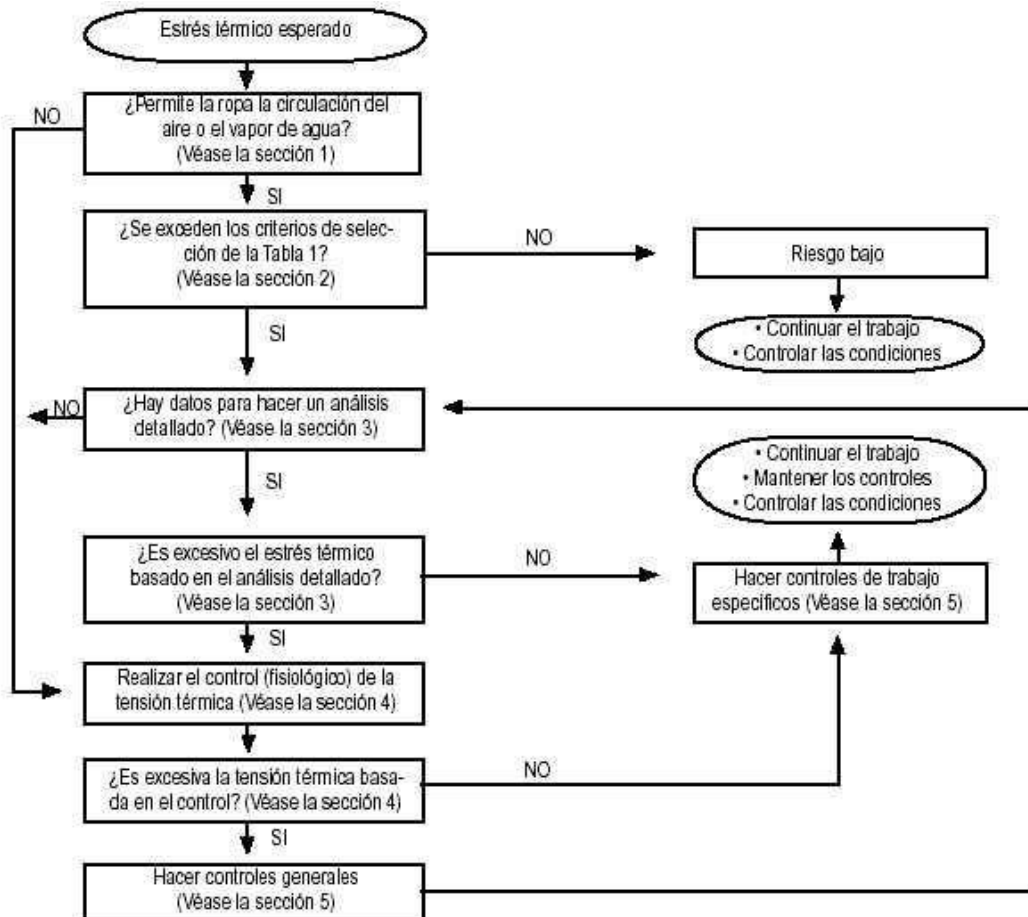 Estrés térmico esperado
NO
¿Permite la ropa la circulación del
aire o el vapor de agua?
(Véase la sección 1)
SI
¿Se exceden los criterios de selec-
ción de la Tabla 1?
(Véase la sección 2)
NO
Riesgo bajo
• Continuar el trabajo
• Controlar las condiciones
SI
NO
¿Hay datos para hacer un análisis
detallado? (Véase la sección 3)
• Continuar el trabajo
• Mantener los controles
• Controlar las condiciones
SI
¿Es excesivo el estrés térmico
basado en el análisis detallado?
(Véase la sección 3)
NO
Hacer controles de trabajo
específicos (Véase la sección 5)
SI
Realizar el control (fisiológico) de la
tensión térmica (Véase la sección 4)
¿Es excesiva la tensión térmica basa-
da en el control? (Véase la sección 4)
NO
SI
Hacer controles generales
(Véase la sección 5)